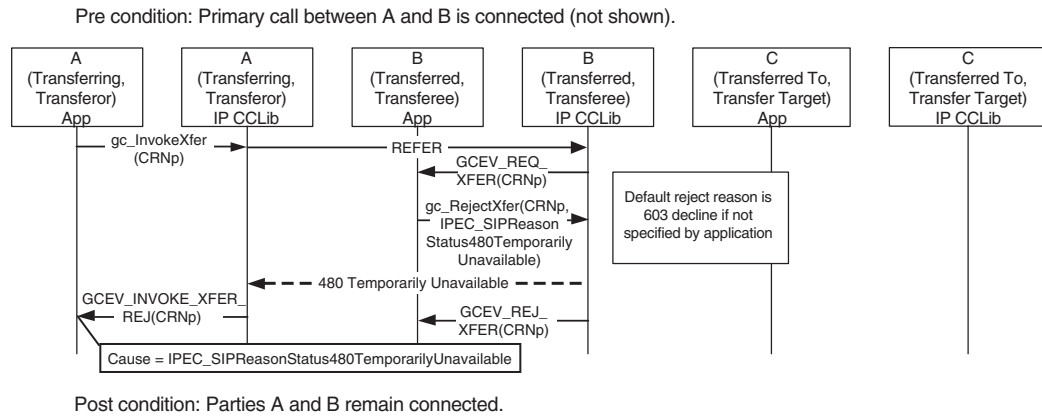 Pre condition: Primary call between A and B is connected (not shown).
A
(Transferring,
Transferor)
App
A
(Transferring,
Transferor)
IP CCLib
B
(Transferred,
Transferee)
App
B
(Transferred,
Transferee)
IP CCLib
C
(Transferred To,
Transfer Target)
App
C
(Transferred To,
Transfer Target)
IP CCLib
gc_InvokeXfer
(CRNp)
REFER
GCEV_REQ_
XFER(CRNp)
gc_RejectXfer(CRNp,
IPEC_SIPReason
Status480Temporarily
Unavailable)
Default reject reason is
603 decline if not
specified by application
480 Temporarily Unavailable
GCEV_INVOKE_XFER_
REJ(CRNp)
GCEV_REJ_
XFER(CRNp)
Cause = IPEC_SIPReasonStatus480TemporarilyUnavailable
Post condition: Parties A and B remain connected.